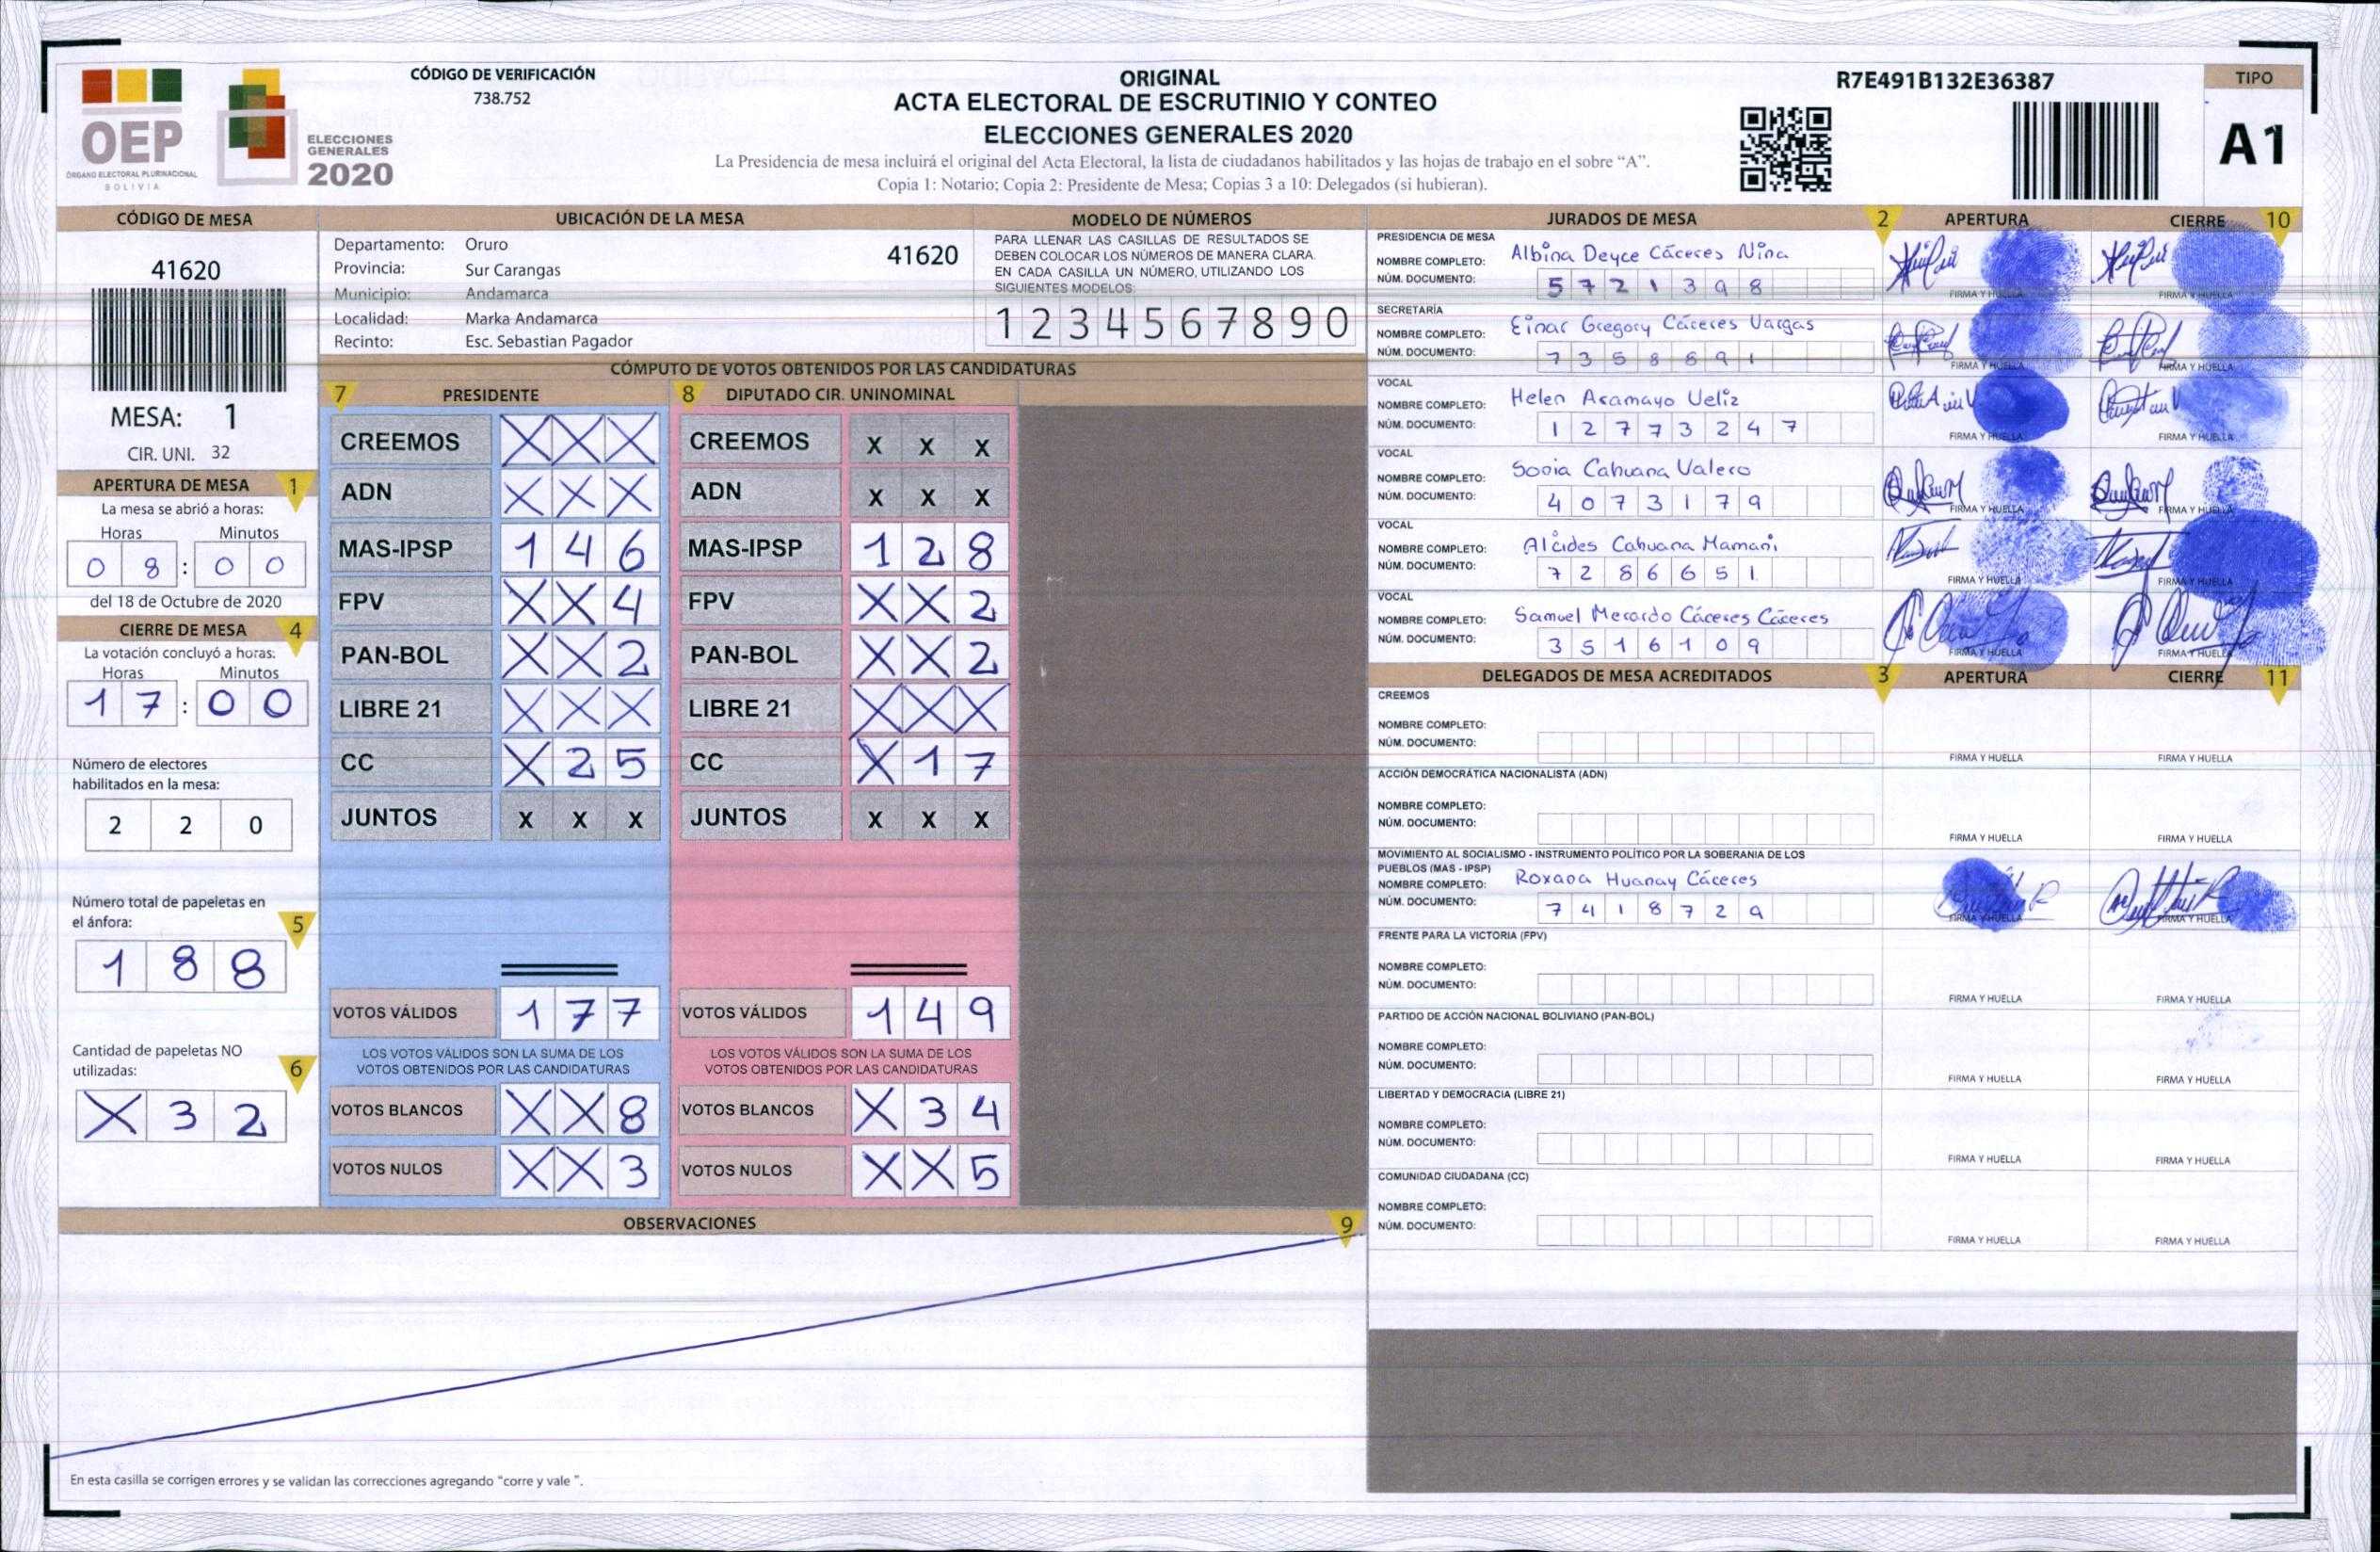 OEP
ÓRGANO ELECTORAL PLURINACIONAL
BOLIVIA
ELECCIONES
GENERALES
2020
CÓDIGO DE VERIFICACIÓN
738.752
ORIGINAL
ACTA ELECTORAL DE ESCRUTINIO Y CONTEO
ELECCIONES GENERALES 2020
La Presidencia de mesa incluirá el original del Acta Electoral, la lista de ciudadanos habilitados y las hojas de trabajo en el sobre “A”.
Copia 1: Notario; Copia 2: Presidente de Mesa; Copias 3 a 10: Delegados (si hubieran).
R7E491B132E36387
TIPO
A1
CÓDIGO DE MESA
41620
MESA: 1
CIR. UNI. 32
APERTURA DE MESA 1
La mesa se abrió a horas:
Horas Minutos
0 8 : 0 0
del 18 de Octubre de 2020
CIERRE DE MESA 4
La votación concluyó a horas:
Horas Minutos
1 7 : 0 0
Número de electores
habilitados en la mesa:
2 2 0
Número total de papeletas en
el ánfora: 5
1 8 8
Cantidad de papeletas NO
utilizadas: 6
X 3 2
UBICACIÓN DE LA MESA
Departamento: Oruro 41620
Provincia: Sur Carangas
Municipio: Andamarca
Localidad: Marka Andamarca
Recinto: Esc. Sebastian Pagador
MODELO DE NÚMEROS
PARA LLENAR LAS CASILLAS DE RESULTADOS SE
DEBEN COLOCAR LOS NÚMEROS DE MANERA CLARA.
EN CADA CASILLA UN NÚMERO, UTILIZANDO LOS
SIGUIENTES MODELOS:
1 2 3 4 5 6 7 8 9 0
CÓMPUTO DE VOTOS OBTENIDOS POR LAS CANDIDATURAS
7 PRESIDENTE
CREEMOS X X X
ADN X X X
MAS-IPSP 1 4 6
FPV X X 4
PAN-BOL X X 2
LIBRE 21 X X X
CC X 2 5
JUNTOS X X X
VOTOS VÁLIDOS 1 7 7
LOS VOTOS VÁLIDOS SON LA SUMA DE LOS
VOTOS OBTENIDOS POR LAS CANDIDATURAS
VOTOS BLANCOS X X 8
VOTOS NULOS X X 3
8 DIPUTADO CIR. UNINOMINAL
CREEMOS X X X
ADN X X X
MAS-IPSP 1 2 8
FPV X X 2
PAN-BOL X X 2
LIBRE 21 X X X
CC X 1 7
JUNTOS X X X
VOTOS VÁLIDOS 1 4 9
LOS VOTOS VÁLIDOS SON LA SUMA DE LOS
VOTOS OBTENIDOS POR LAS CANDIDATURAS
VOTOS BLANCOS X 3 4
VOTOS NULOS X X 5
OBSERVACIONES 9
En esta casilla se corrigen errores y se validan las correcciones agregando “corre y vale ”.
JURADOS DE MESA 2 APERTURA CIERRE 10
PRESIDENCIA DE MESA
NOMBRE COMPLETO: Albina Deyce Cáceres Nina
NÚM. DOCUMENTO: 5 7 2 1 3 9 8
FIRMA Y HUELLA FIRMA Y HUELLA
SECRETARÍA
NOMBRE COMPLETO: Einar Gregory Cáceres Vargas
NÚM. DOCUMENTO: 7 3 5 8 6 9 1
FIRMA Y HUELLA FIRMA Y HUELLA
VOCAL
NOMBRE COMPLETO: Helen Aramayo Veliz
NÚM. DOCUMENTO: 1 2 7 7 3 2 4 7
FIRMA Y HUELLA FIRMA Y HUELLA
VOCAL
NOMBRE COMPLETO: Sonia Cahuana Valero
NÚM. DOCUMENTO: 4 0 7 3 1 7 9
FIRMA Y HUELLA FIRMA Y HUELLA
VOCAL
NOMBRE COMPLETO: Alcides Cahuana Mamani
NÚM. DOCUMENTO: 7 2 8 6 6 5 1
FIRMA Y HUELLA FIRMA Y HUELLA
VOCAL
NOMBRE COMPLETO: Samuel Merardo Cáceres Cáceres
NÚM. DOCUMENTO: 3 5 1 6 1 0 9
FIRMA Y HUELLA FIRMA Y HUELLA
DELEGADOS DE MESA ACREDITADOS 3 APERTURA CIERRE 11
CREEMOS
NOMBRE COMPLETO:
NÚM. DOCUMENTO:
FIRMA Y HUELLA FIRMA Y HUELLA
ACCIÓN DEMOCRÁTICA NACIONALISTA (ADN)
NOMBRE COMPLETO:
NÚM. DOCUMENTO:
FIRMA Y HUELLA FIRMA Y HUELLA
MOVIMIENTO AL SOCIALISMO - INSTRUMENTO POLÍTICO POR LA SOBERANIA DE LOS
PUEBLOS (MAS - IPSP)
NOMBRE COMPLETO: Roxana Huanay Cáceres
NÚM. DOCUMENTO: 7 4 1 8 7 2 9
FIRMA Y HUELLA FIRMA Y HUELLA
FRENTE PARA LA VICTORIA (FPV)
NOMBRE COMPLETO:
NÚM. DOCUMENTO:
FIRMA Y HUELLA FIRMA Y HUELLA
PARTIDO DE ACCIÓN NACIONAL BOLIVIANO (PAN-BOL)
NOMBRE COMPLETO:
NÚM. DOCUMENTO:
FIRMA Y HUELLA FIRMA Y HUELLA
LIBERTAD Y DEMOCRACIA (LIBRE 21)
NOMBRE COMPLETO:
NÚM. DOCUMENTO:
FIRMA Y HUELLA FIRMA Y HUELLA
COMUNIDAD CIUDADANA (CC)
NOMBRE COMPLETO:
NÚM. DOCUMENTO:
FIRMA Y HUELLA FIRMA Y HUELLA